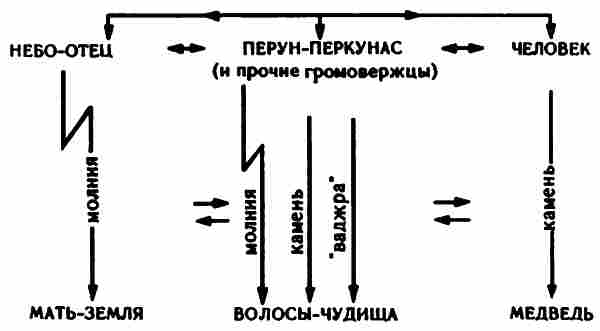 НЕБО-ОТЕЦ ПЕРУН-ПЕРКУНАС ЧЕЛОВЕК
(и прочие громовержцы)
молния молния камень "ваджра" камень
МАТЬ-ЗЕМЛЯ ВОЛОСЫ-ЧУДИЩА МЕДВЕДЬ